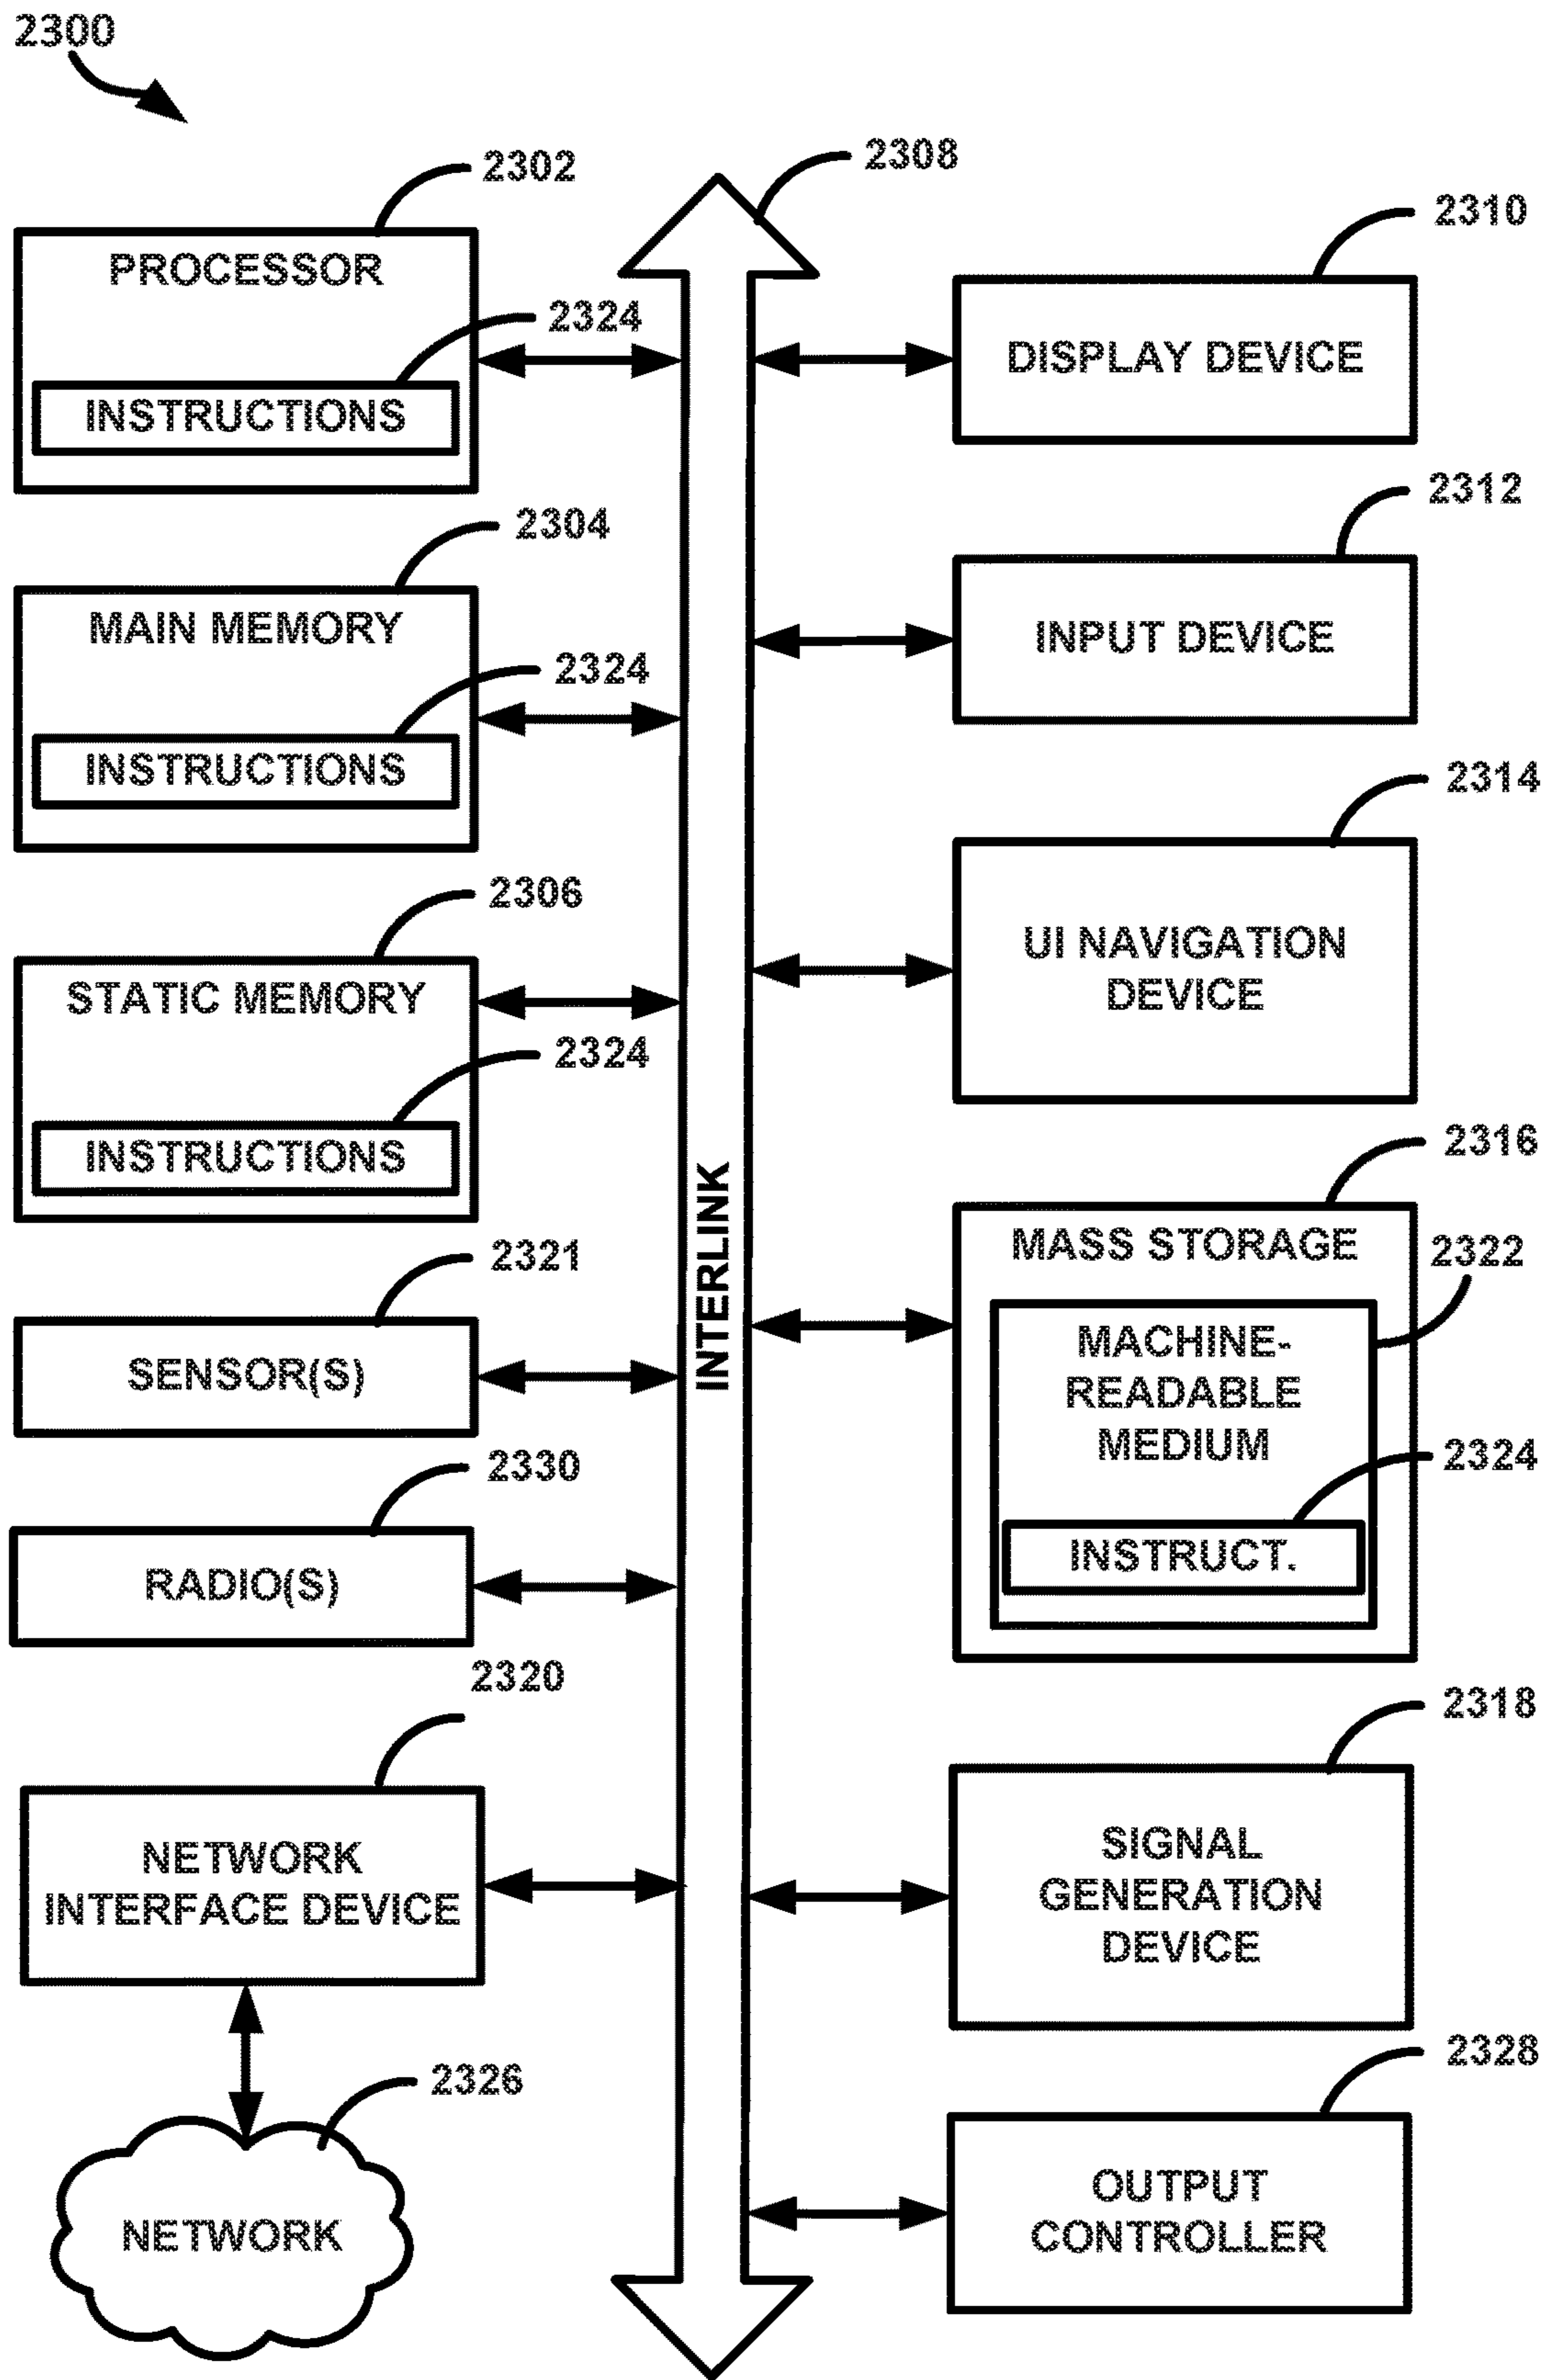 2300
2302
PROCESSOR
2324
INSTRUCTIONS
2304
MAIN MEMORY
2324
INSTRUCTIONS
2306
STATIC MEMORY
2324
INSTRUCTIONS
2321
SENSOR(S)
2330
RADIO(S)
2320
NETWORK
INTERFACE DEVICE
2326
NETWORK
2308
INTERLINK
2310
DISPLAY DEVICE
2312
INPUT DEVICE
2314
UI NAVIGATION
DEVICE
2316
MASS STORAGE
2322
MACHINE-
READABLE
MEDIUM
2324
INSTRUCT.
2318
SIGNAL
GENERATION
DEVICE
2328
OUTPUT
CONTROLLER